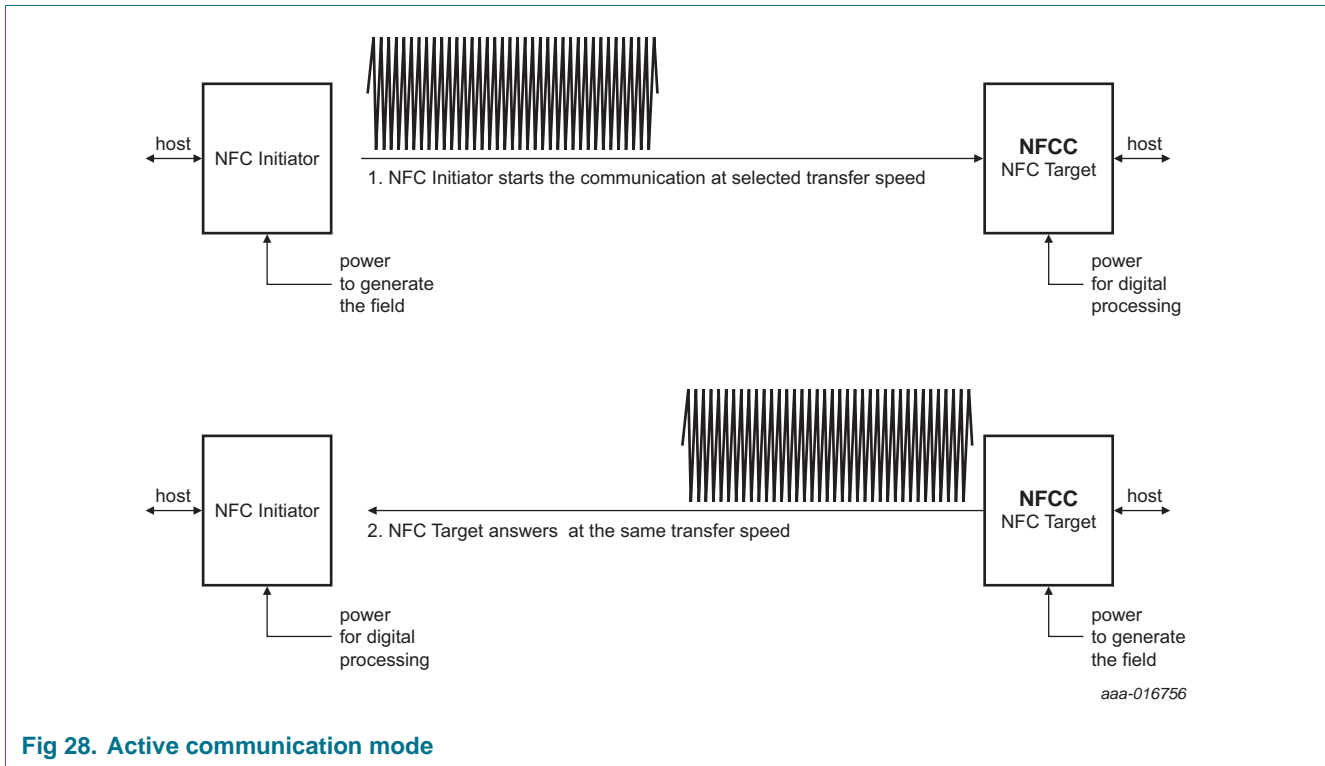 host
NFC Initiator
1. NFC Initiator starts the communication at selected transfer speed
NFCC
NFC Target
host
power
to generate
the field
power
for digital
processing
host
NFC Initiator
2. NFC Target answers at the same transfer speed
NFCC
NFC Target
host
power
for digital
processing
power
to generate
the field
aaa-016756
Fig 28. Active communication mode